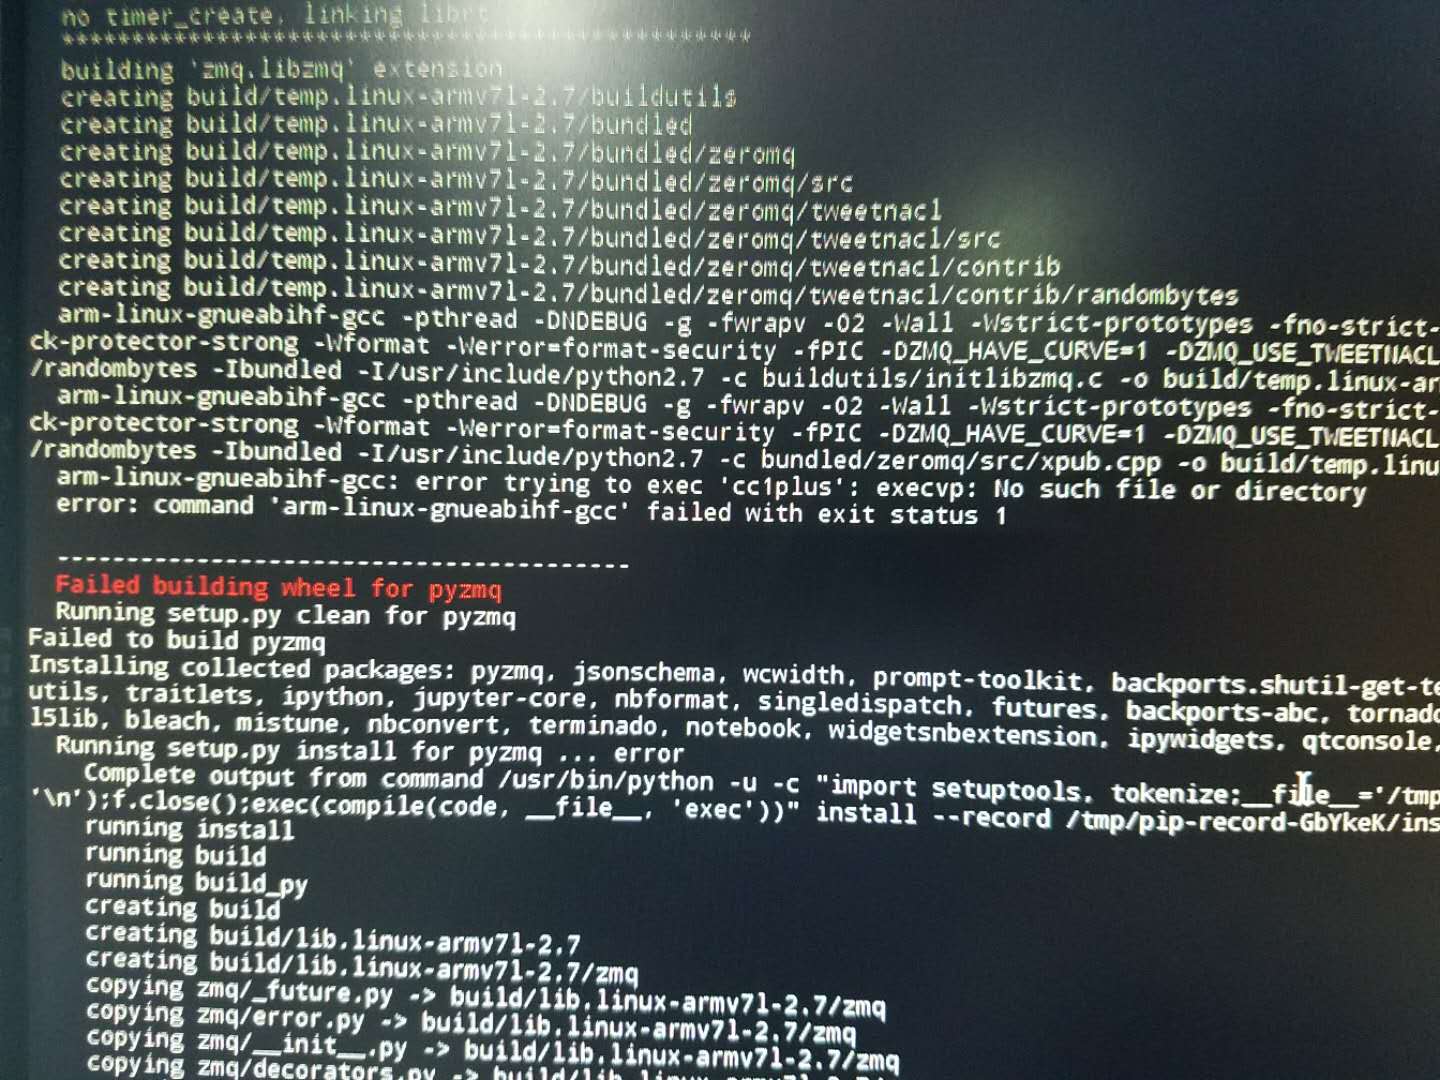 no timer_create, linking librt
************************************************
building 'zmq.libzmq' extension
creating build/temp.linux-armv7l-2.7/buildutils
creating build/temp.linux-armv7l-2.7/bundled
creating build/temp.linux-armv7l-2.7/bundled/zeromq
creating build/temp.linux-armv7l-2.7/bundled/zeromq/src
creating build/temp.linux-armv7l-2.7/bundled/zeromq/tweetnacl
creating build/temp.linux-armv7l-2.7/bundled/zeromq/tweetnacl/src
creating build/temp.linux-armv7l-2.7/bundled/zeromq/tweetnacl/contrib
creating build/temp.linux-armv7l-2.7/bundled/zeromq/tweetnacl/contrib/randombytes
arm-linux-gnueabihf-gcc -pthread -DNDEBUG -g -fwrapv -O2 -Wall -Wstrict-prototypes -fno-strict-
ck-protector-strong -Wformat -Werror=format-security -fPIC -DZMQ_HAVE_CURVE=1 -DZMQ_USE_TWEETNACL
/randombytes -Ibundled -I/usr/include/python2.7 -c buildutils/initlibzmq.c -o build/temp.linux-ar
arm-linux-gnueabihf-gcc -pthread -DNDEBUG -g -fwrapv -O2 -Wall -Wstrict-prototypes -fno-strict-
ck-protector-strong -Wformat -Werror=format-security -fPIC -DZMQ_HAVE_CURVE=1 -DZMQ_USE_TWEETNACL
/randombytes -Ibundled -I/usr/include/python2.7 -c bundled/zeromq/src/xpub.cpp -o build/temp.linu
arm-linux-gnueabihf-gcc: error trying to exec 'cc1plus': execvp: No such file or directory
error: command 'arm-linux-gnueabihf-gcc' failed with exit status 1
----------------------------------------
Failed building wheel for pyzmq
Running setup.py clean for pyzmq
Failed to build pyzmq
Installing collected packages: pyzmq, jsonschema, wcwidth, prompt-toolkit, backports.shutil-get-te
utils, traitlets, ipython, jupyter-core, nbformat, singledispatch, futures, backports-abc, tornado
l5lib, bleach, mistune, nbconvert, terminado, notebook, widgetsnbextension, ipywidgets, qtconsole,
Running setup.py install for pyzmq ... error
Complete output from command /usr/bin/python -u -c "import setuptools, tokenize;__file__='/tmp
'\n');f.close();exec(compile(code, __file__, 'exec'))" install --record /tmp/pip-record-GbYkeK/ins
running install
running build
running build_py
creating build
creating build/lib.linux-armv7l-2.7
creating build/lib.linux-armv7l-2.7/zmq
copying zmq/_future.py -> build/lib.linux-armv7l-2.7/zmq
copying zmq/error.py -> build/lib.linux-armv7l-2.7/zmq
copying zmq/__init__.py -> build/lib.linux-armv7l-2.7/zmq
copying zmq/decorators.py -> build/lib.linux-armv7l-2.7/